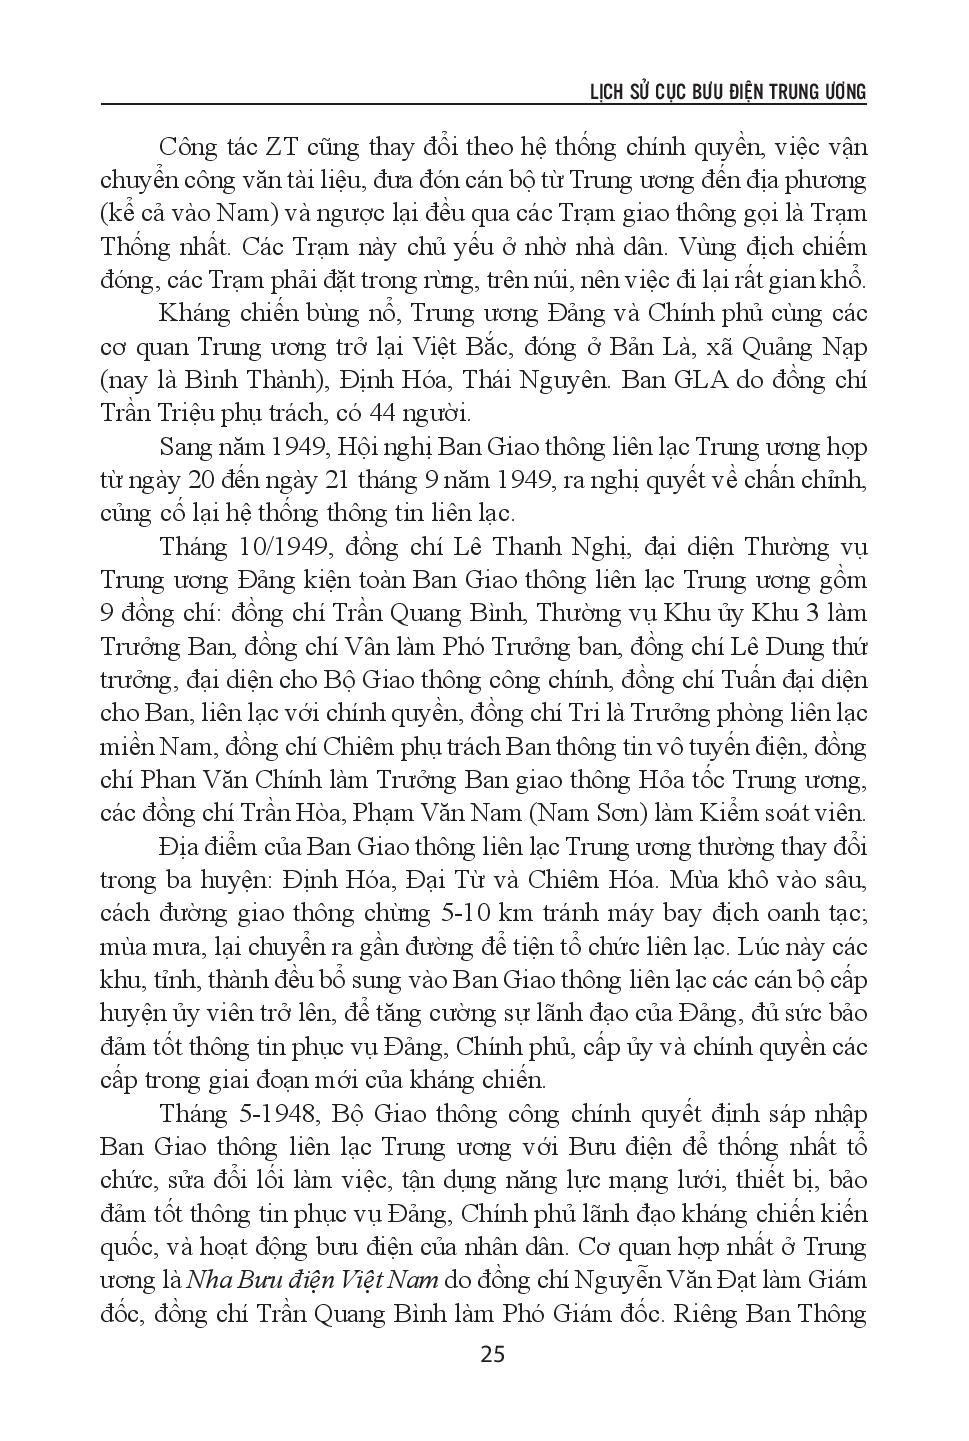 LỊCH SỬ CỤC BƯU ĐIỆN TRUNG ƯƠNG
Công tác ZT cũng thay đổi theo hệ thống chính quyền, việc vận
chuyển công văn tài liệu, đưa đón cán bộ từ Trung ương đến địa phương
(kể cả vào Nam) và ngược lại đều qua các Trạm giao thông gọi là Trạm
Thống nhất. Các Trạm này chủ yếu ở nhờ nhà dân. Vùng địch chiếm
đóng, các Trạm phải đặt trong rừng, trên núi, nên việc đi lại rất gian khổ.
Kháng chiến bùng nổ, Trung ương Đảng và Chính phủ cùng các
cơ quan Trung ương trở lại Việt Bắc, đóng ở Bản Là, xã Quảng Nạp
(nay là Bình Thành), Định Hóa, Thái Nguyên. Ban GLA do đồng chí
Trần Triệu phụ trách, có 44 người.
Sang năm 1949, Hội nghị Ban Giao thông liên lạc Trung ương họp
từ ngày 20 đến ngày 21 tháng 9 năm 1949, ra nghị quyết về chấn chỉnh,
củng cố lại hệ thống thông tin liên lạc.
Tháng 10/1949, đồng chí Lê Thanh Nghị, đại diện Thường vụ
Trung ương Đảng kiện toàn Ban Giao thông liên lạc Trung ương gồm
9 đồng chí: đồng chí Trần Quang Bình, Thường vụ Khu ủy Khu 3 làm
Trưởng Ban, đồng chí Vân làm Phó Trưởng ban, đồng chí Lê Dung thứ
trưởng, đại diện cho Bộ Giao thông công chính, đồng chí Tuấn đại diện
cho Ban, liên lạc với chính quyền, đồng chí Tri là Trưởng phòng liên lạc
miền Nam, đồng chí Chiêm phụ trách Ban thông tin vô tuyến điện, đồng
chí Phan Văn Chính làm Trưởng Ban giao thông Hỏa tốc Trung ương,
các đồng chí Trần Hòa, Phạm Văn Nam (Nam Sơn) làm Kiểm soát viên.
Địa điểm của Ban Giao thông liên lạc Trung ương thường thay đổi
trong ba huyện: Định Hóa, Đại Từ và Chiêm Hóa. Mùa khô vào sâu,
cách đường giao thông chừng 5-10 km tránh máy bay địch oanh tạc;
mùa mưa, lại chuyển ra gần đường để tiện tổ chức liên lạc. Lúc này các
khu, tỉnh, thành đều bổ sung vào Ban Giao thông liên lạc các cán bộ cấp
huyện ủy viên trở lên, để tăng cường sự lãnh đạo của Đảng, đủ sức bảo
đảm tốt thông tin phục vụ Đảng, Chính phủ, cấp ủy và chính quyền các
cấp trong giai đoạn mới của kháng chiến.
Tháng 5-1948, Bộ Giao thông công chính quyết định sáp nhập
Ban Giao thông liên lạc Trung ương với Bưu điện để thống nhất tổ
chức, sửa đổi lối làm việc, tận dụng năng lực mạng lưới, thiết bị, bảo
đảm tốt thông tin phục vụ Đảng, Chính phủ lãnh đạo kháng chiến kiến
quốc, và hoạt động bưu điện của nhân dân. Cơ quan hợp nhất ở Trung
ương là Nha Bưu điện Việt Nam do đồng chí Nguyễn Văn Đạt làm Giám
đốc, đồng chí Trần Quang Bình làm Phó Giám đốc. Riêng Ban Thông
25